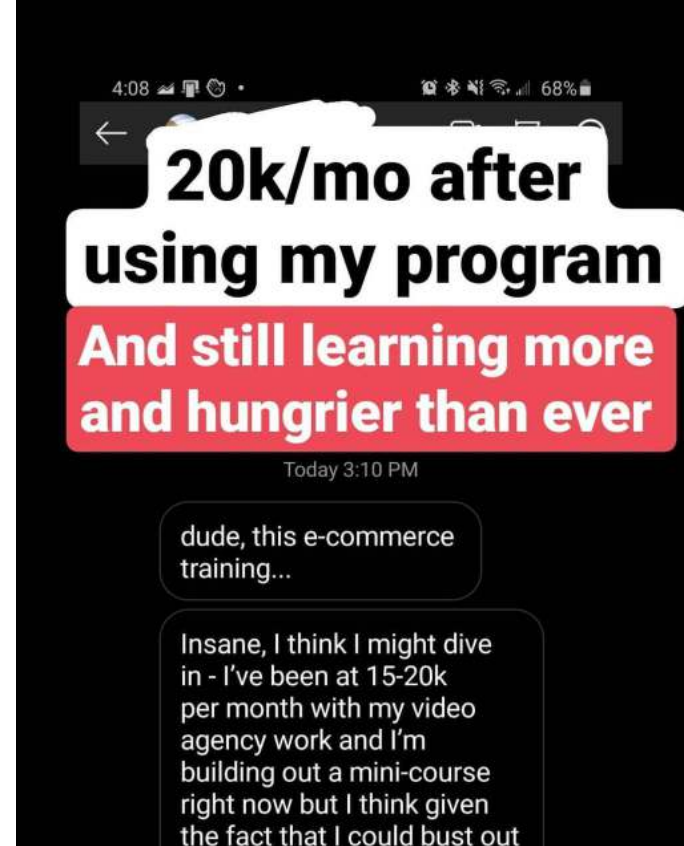 4:08
68%
20k/mo after
using my program
And still learning more
and hungrier than ever
Today 3:10 PM
dude, this e-commerce
training...
Insane, I think I might dive
in - I've been at 15-20k
per month with my video
agency work and I'm
building out a mini-course
right now but I think given
the fact that I could bust out